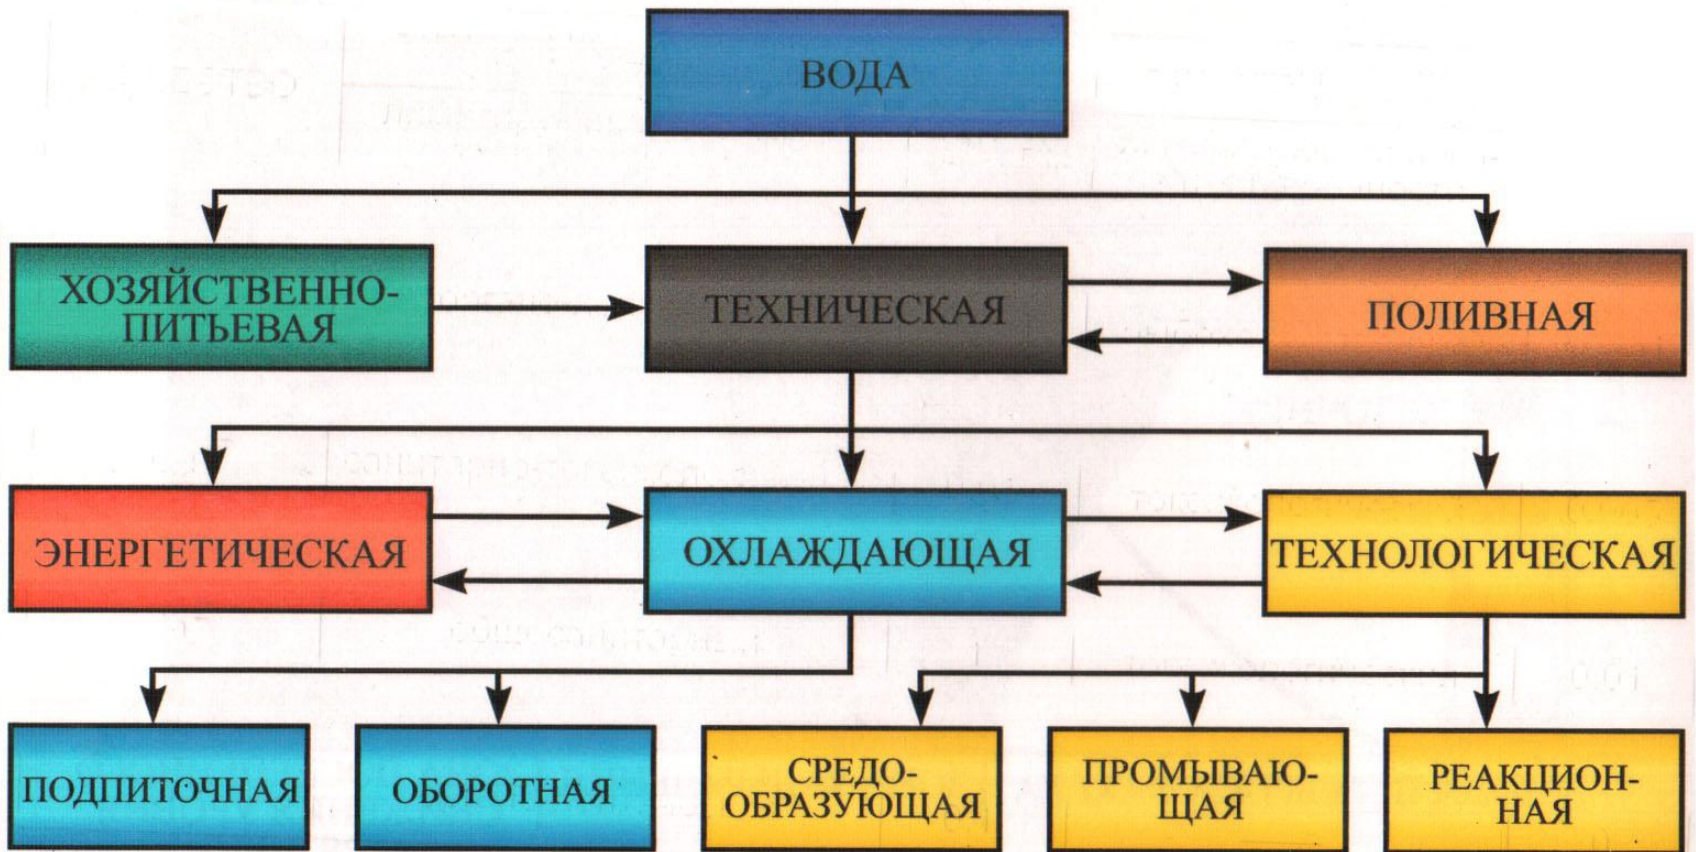 ВОДА
ХОЗЯЙСТВЕННО-
ПИТЬЕВАЯ
ТЕХНИЧЕСКАЯ
ПОЛИВНАЯ
ЭНЕРГЕТИЧЕСКАЯ
ОХЛАЖДАЮЩАЯ
ТЕХНОЛОГИЧЕСКАЯ
ПОДПИТОЧНАЯ
ОБОРОТНАЯ
СРЕДО-
ОБРАЗУЮЩАЯ
ПРОМЫВАЮ-
ЩАЯ
РЕАКЦИОН-
НАЯ